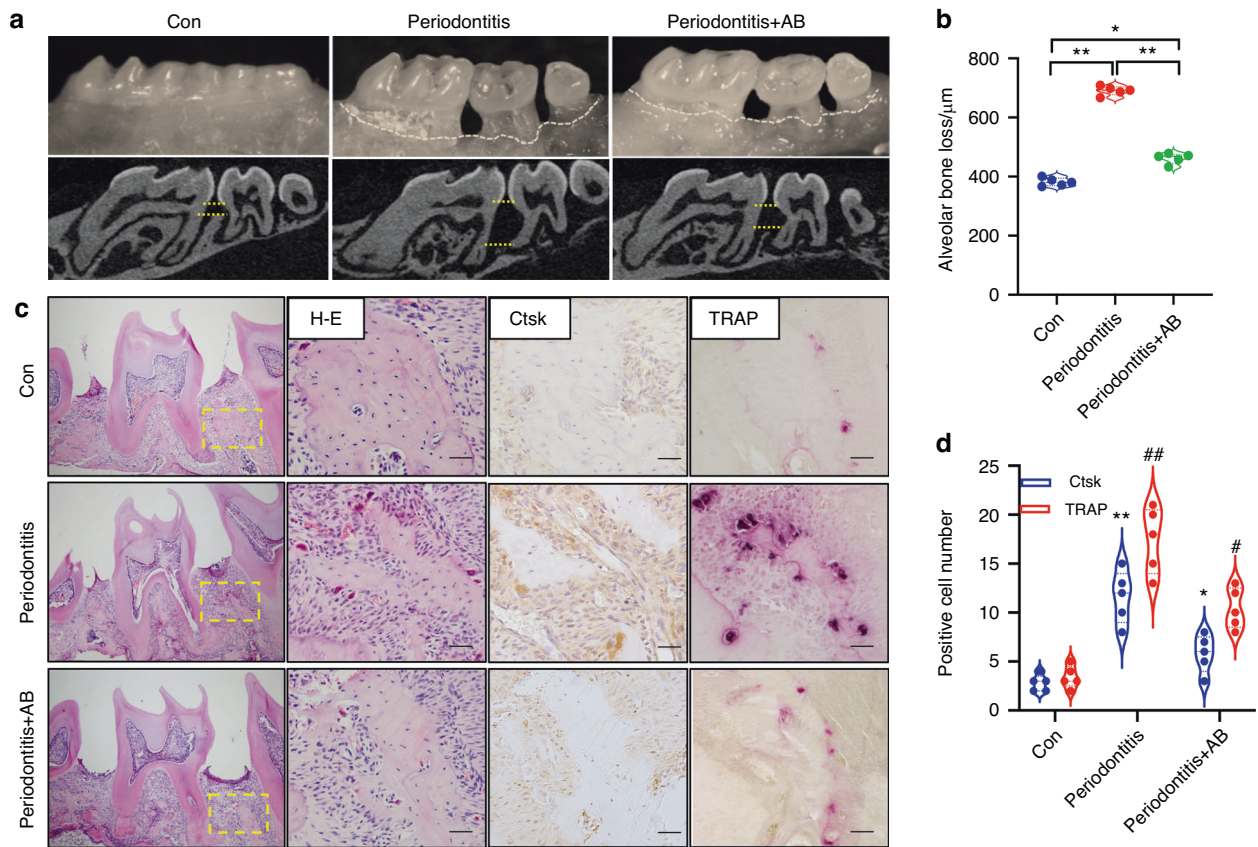 a
Con
Periodontitis
Periodontitis+AB
b
*
**
**
Alveolar bone loss/μm
800
600
400
200
0
Con
Periodontitis
Periodontitis+AB
c
H-E
Ctsk
TRAP
Con
Periodontitis
Periodontitis+AB
d
Ctsk
TRAP
Positive cell number
25
20
15
10
5
0
**
##
*
#
Con
Periodontitis
Periodontitis+AB